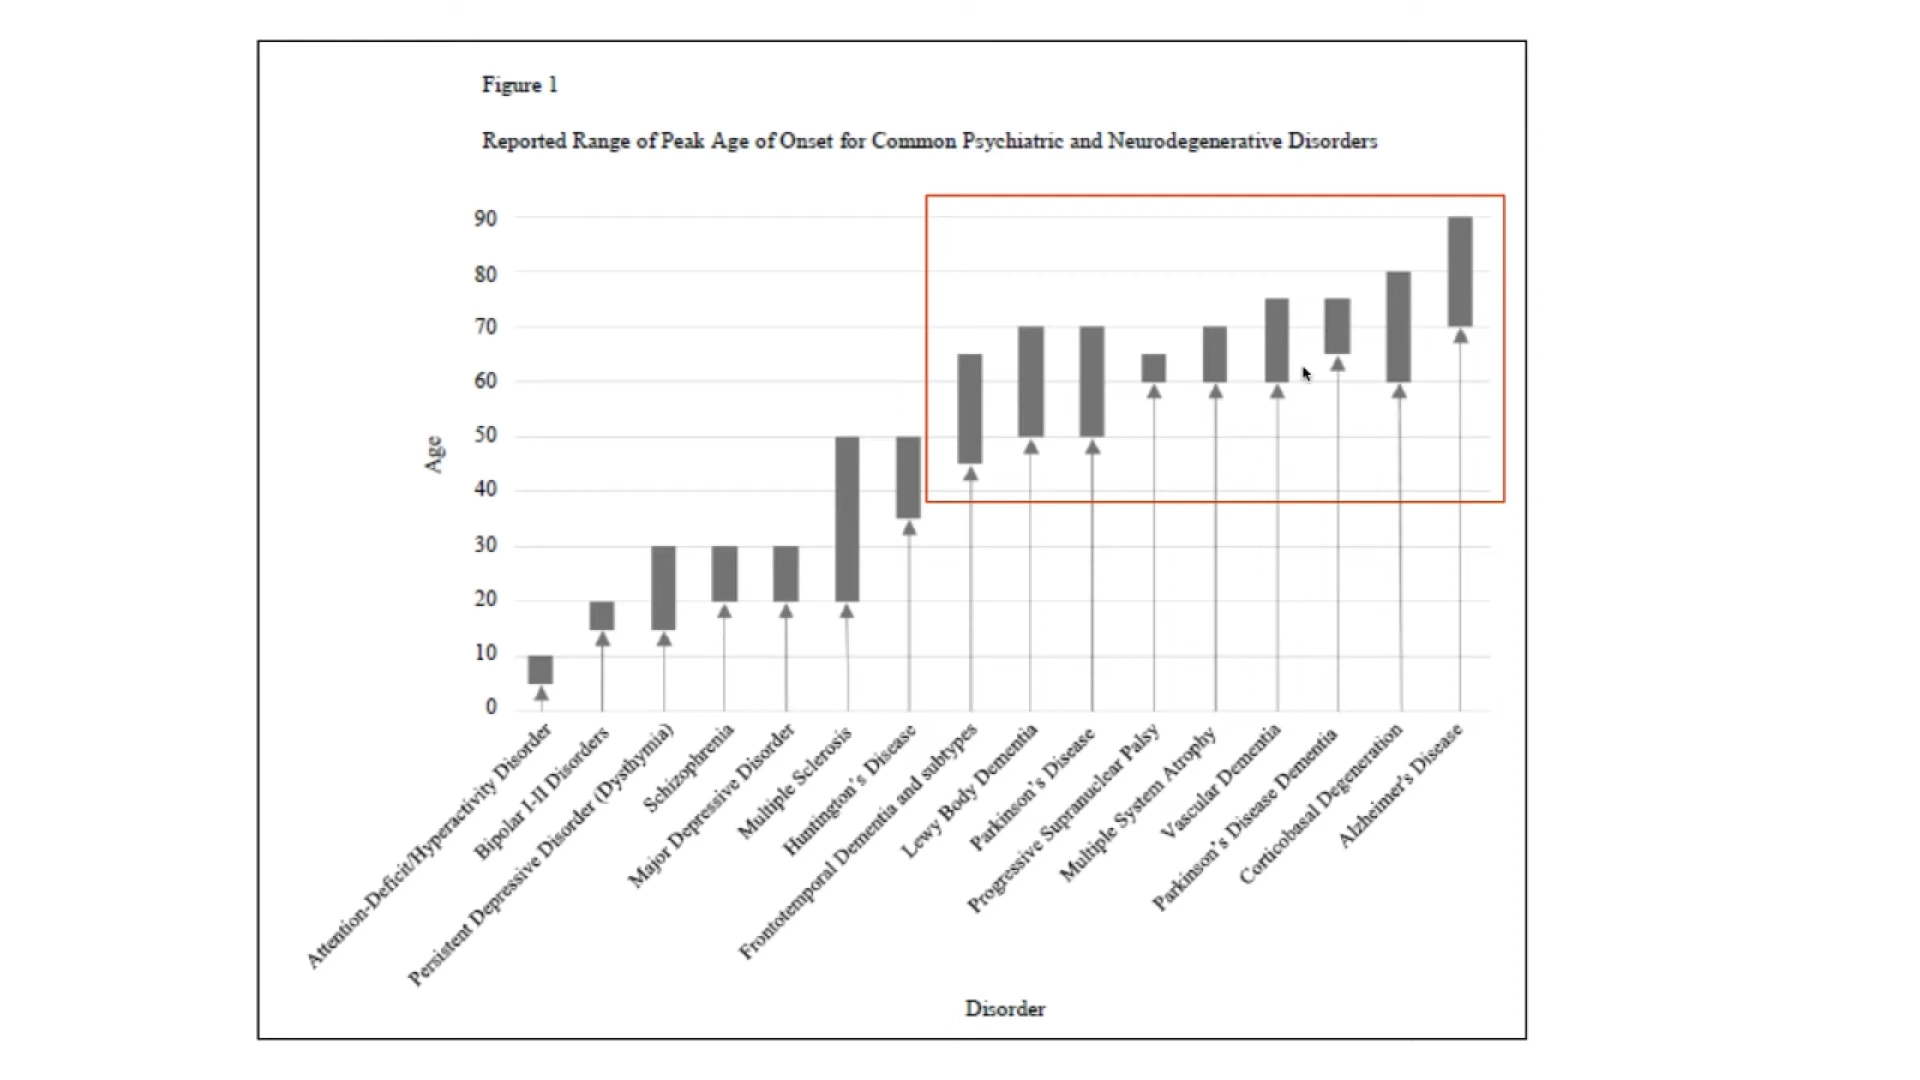 Figure 1
Reported Range of Peak Age of Onset for Common Psychiatric and Neurodegenerative Disorders
90
80
70
60
50
40
30
20
10
0
Age
Attention-Deficit/Hyperactivity Disorder
Bipolar I-II Disorders
Persistent Depressive Disorder (Dysthymia)
Schizophrenia
Major Depressive Disorder
Multiple Sclerosis
Huntington's Disease
Frontotemporal Dementia and subtypes
Lewy Body Dementia
Parkinson's Disease
Progressive Supranuclear Palsy
Multiple System Atrophy
Vascular Dementia
Parkinson's Disease Dementia
Corticobasal Degeneration
Alzheimer's Disease
Disorder